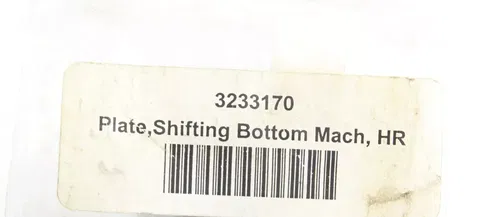 3233170
Plate,Shifting Bottom Mach, HR